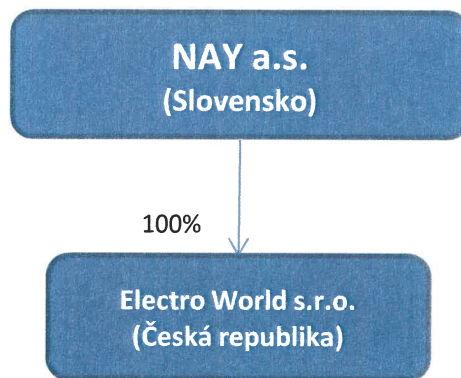 NAY a.s.
(Slovensko)
100%
Electro World s.r.o.
(Česká republika)